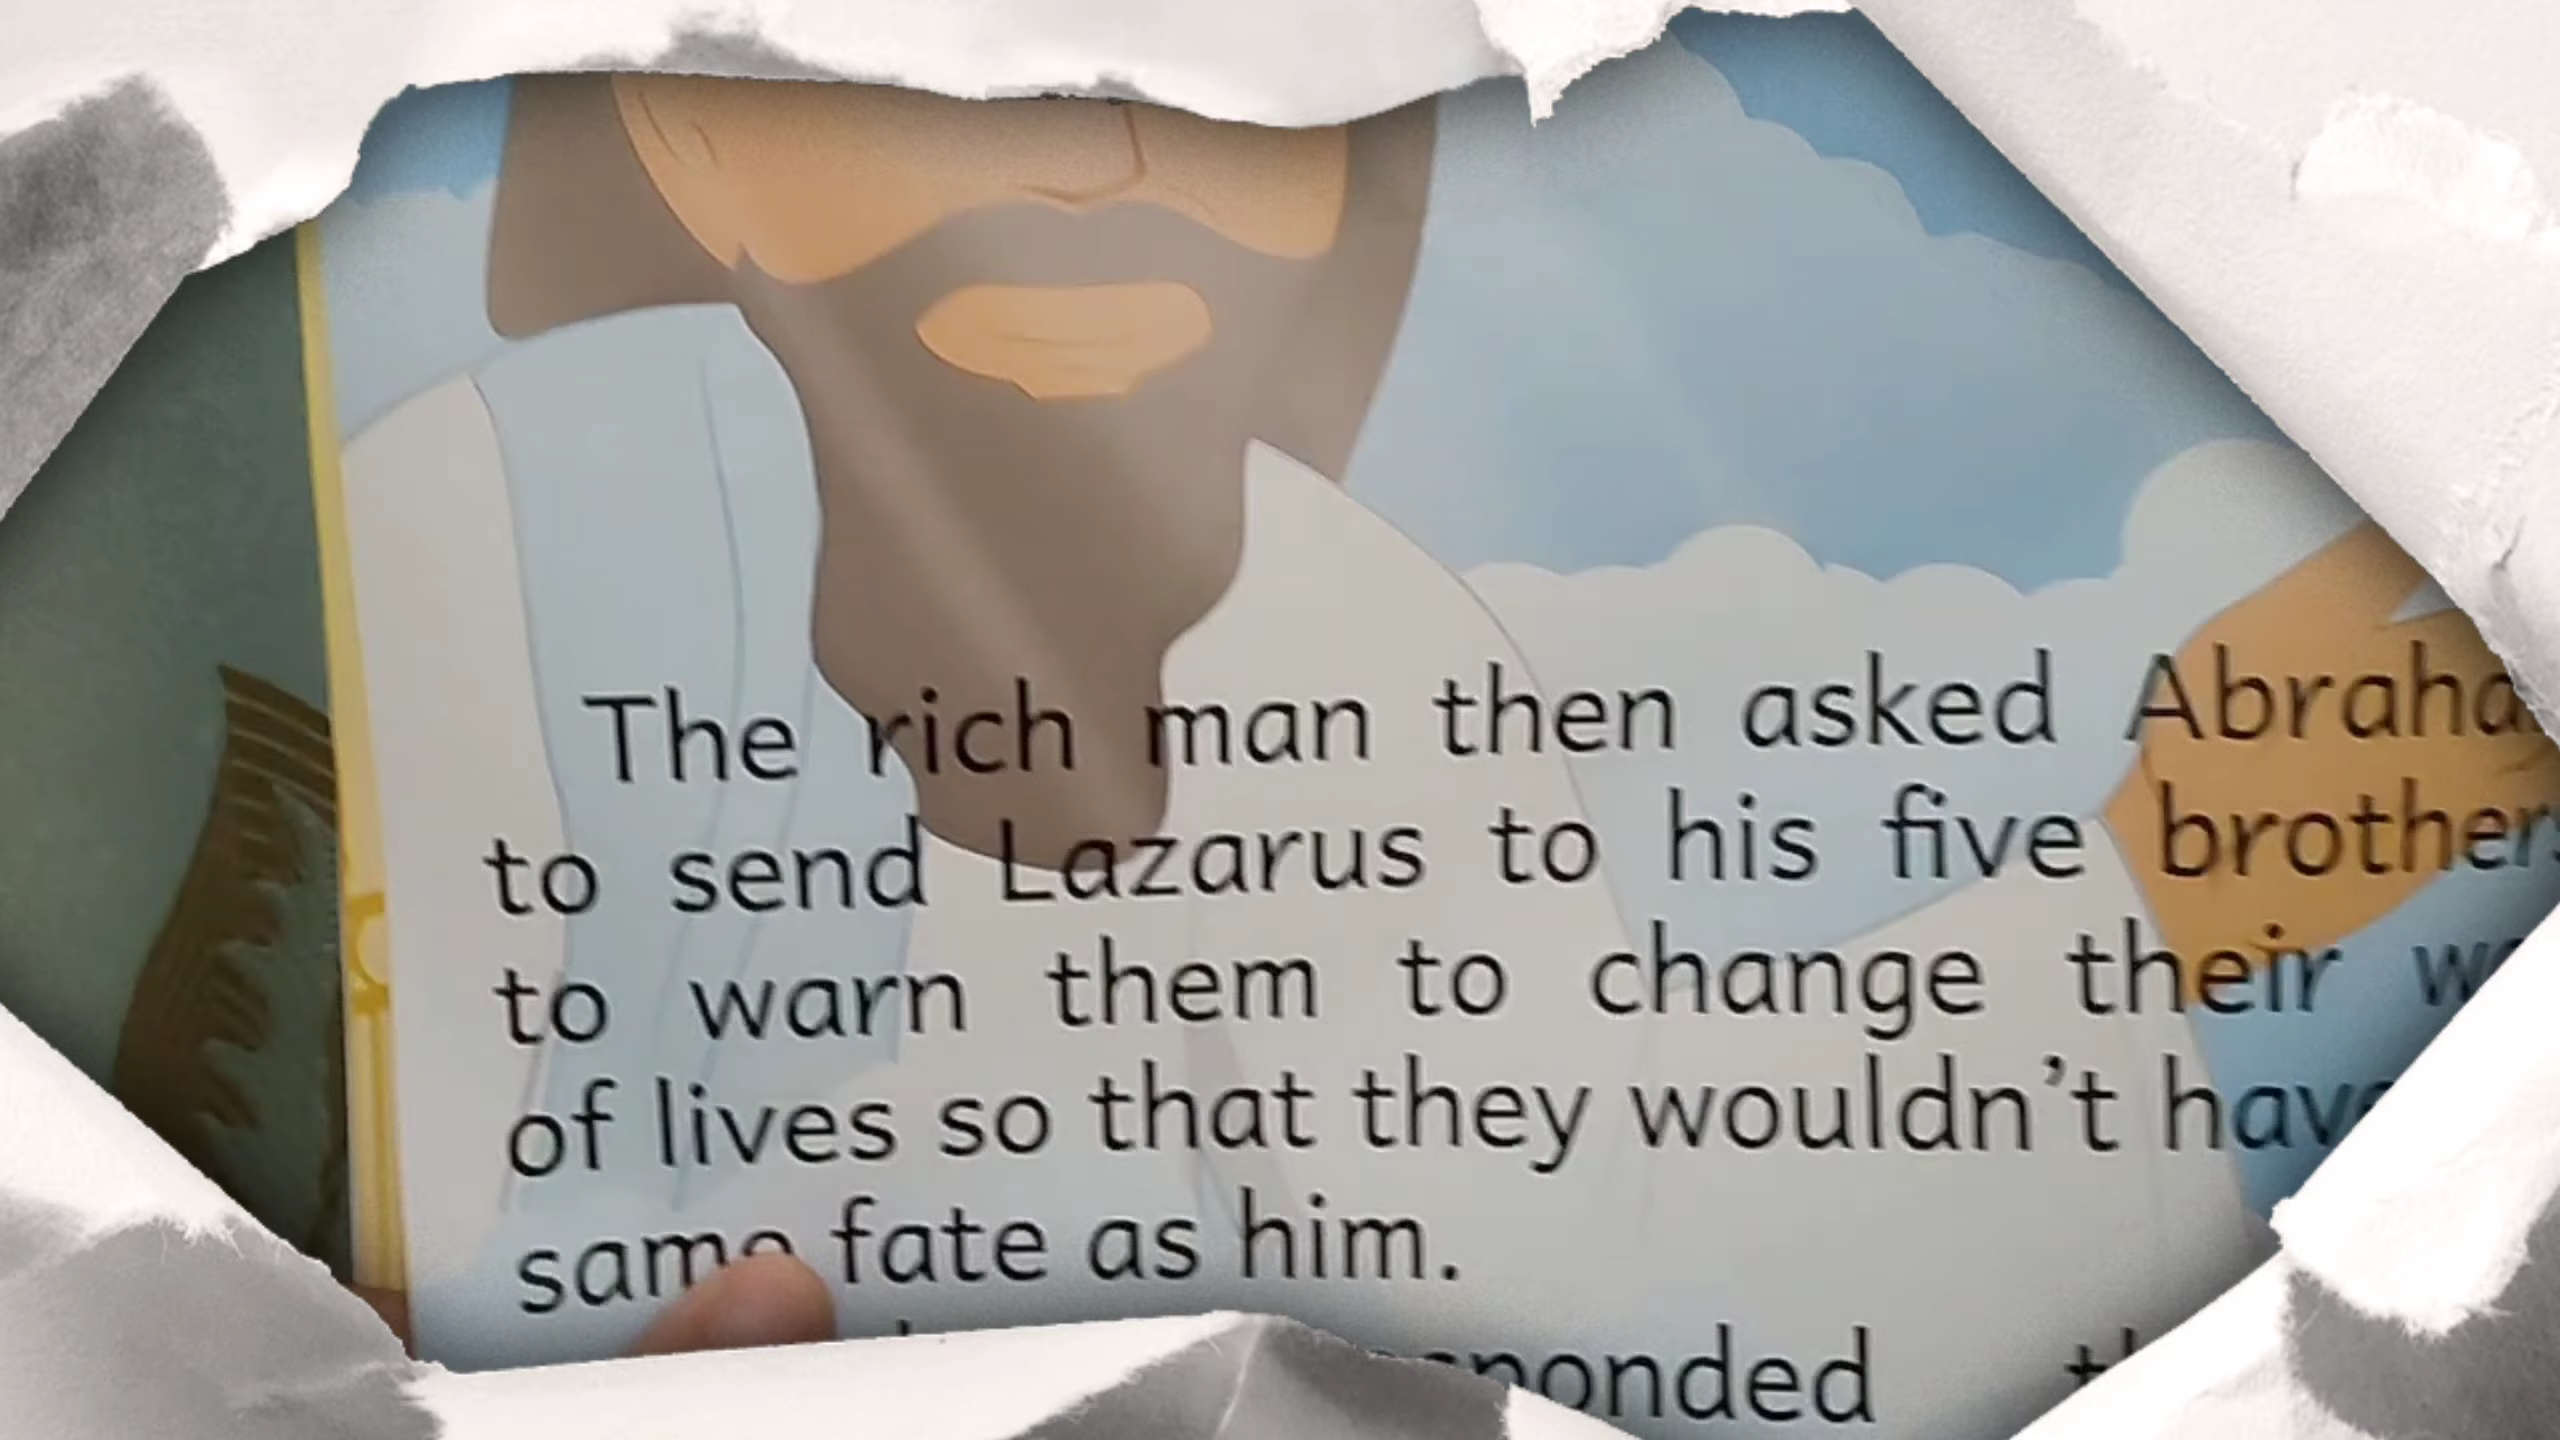 The rich man then asked
to send Lazarus to his five
to warn them to change their
of lives so that they wouldn't
same fate as him.